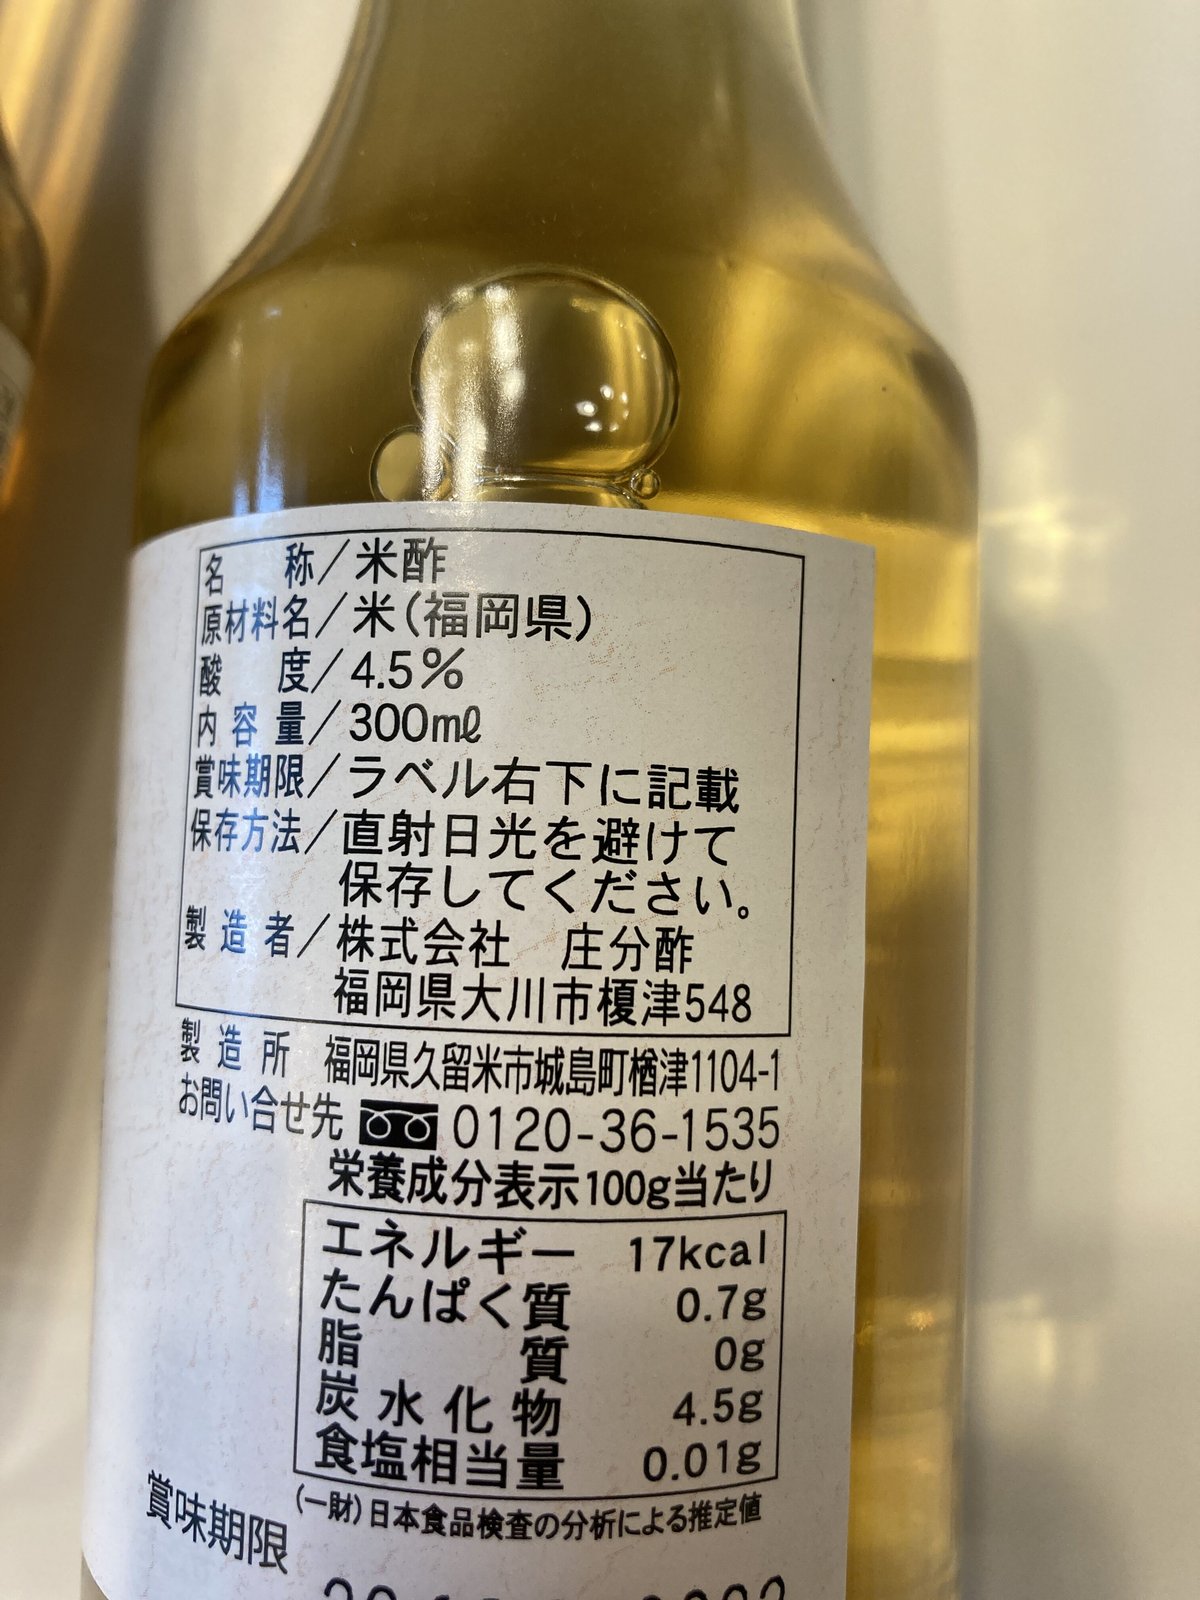 名 称／米酢
原材料名／米(福岡県)
酸 度／4.5%
内容量／300mℓ
賞味期限／ラベル右下に記載
保存方法／直射日光を避けて
保存してください。
製造者／株式会社 庄分酢
福岡県大川市榎津548
製造所 福岡県久留米市城島町楢津1104-1
お問い合せ先 0120-36-1535
栄養成分表示100g当たり
エネルギー 17kcal
たんぱく質 0.7g
脂質 0g
炭水化物 4.5g
食塩相当量 0.01g
(一財)日本食品検査の分析による推定値
賞味期限